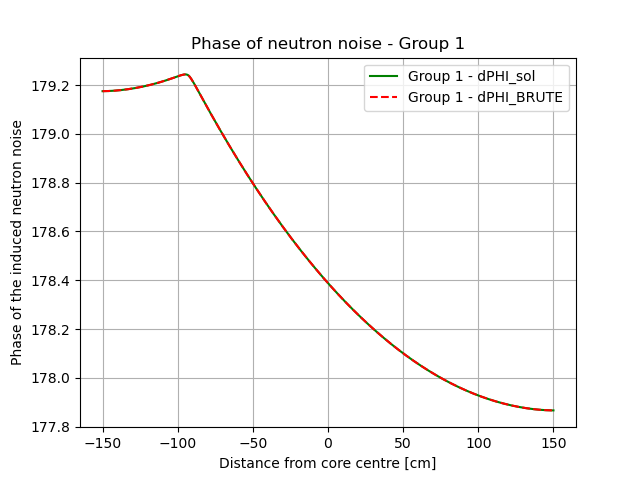 Phase of neutron noise - Group 1
Group 1 - dPHI_sol
Group 1 - dPHI_BRUTE
Phase of the induced neutron noise
179.2
179.0
178.8
178.6
178.4
178.2
178.0
177.8
−150 −100 −50 0 50 100 150
Distance from core centre [cm]